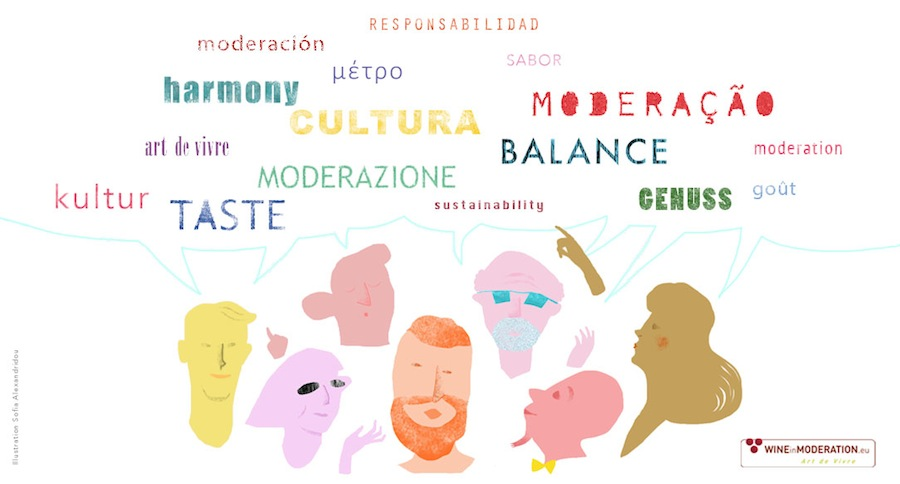 RESPONSABILIDAD
moderación
μέτρο
SABOR
harmony
MODERAÇÃO
CULTURA
art de vivre
BALANCE
moderation
MODERAZIONE
kultur
TASTE
sustainability
GENUSS
goût
Illustration Sofia Alexandridou
WINEinMODERATION.eu
Art de Vivre